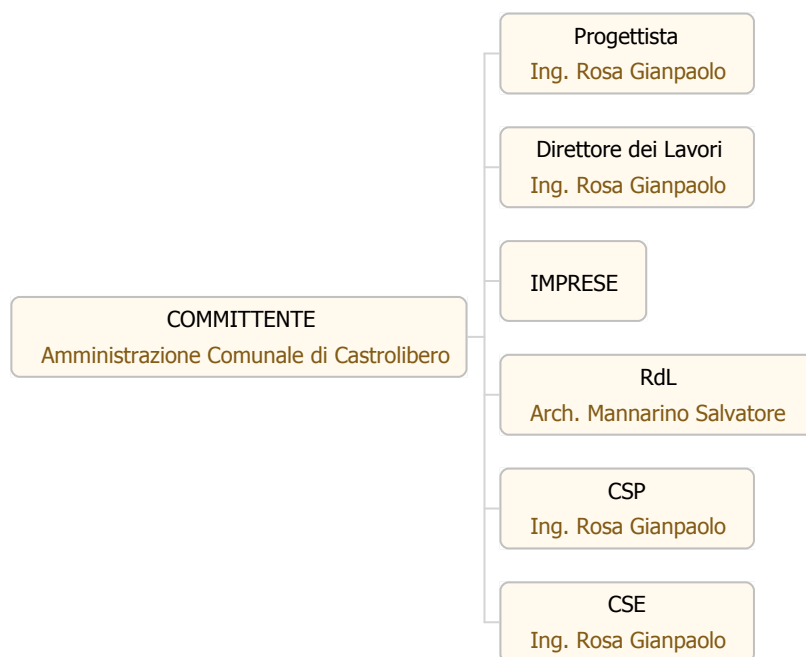 Progettista
Ing. Rosa Gianpaolo
Direttore dei Lavori
Ing. Rosa Gianpaolo
IMPRESE
COMMITTENTE
Amministrazione Comunale di Castrolibero
RdL
Arch. Mannarino Salvatore
CSP
Ing. Rosa Gianpaolo
CSE
Ing. Rosa Gianpaolo